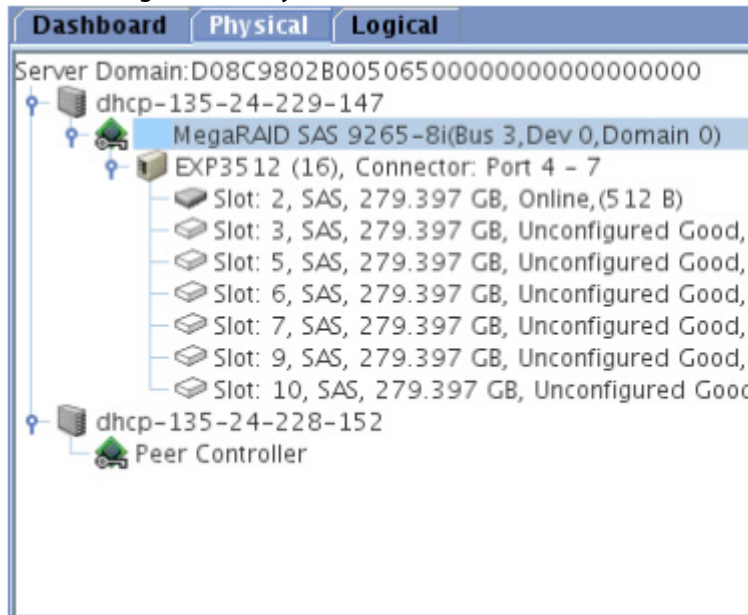 Dashboard Physical Logical
Server Domain:D08C9802B00506500000000000000000
dhcp-135-24-229-147
MegaRAID SAS 9265-8i(Bus 3,Dev 0,Domain 0)
EXP3512 (16), Connector: Port 4 - 7
Slot: 2, SAS, 279.397 GB, Online,(512 B)
Slot: 3, SAS, 279.397 GB, Unconfigured Good,
Slot: 5, SAS, 279.397 GB, Unconfigured Good,
Slot: 6, SAS, 279.397 GB, Unconfigured Good,
Slot: 7, SAS, 279.397 GB, Unconfigured Good,
Slot: 9, SAS, 279.397 GB, Unconfigured Good,
Slot: 10, SAS, 279.397 GB, Unconfigured Good
dhcp-135-24-228-152
Peer Controller